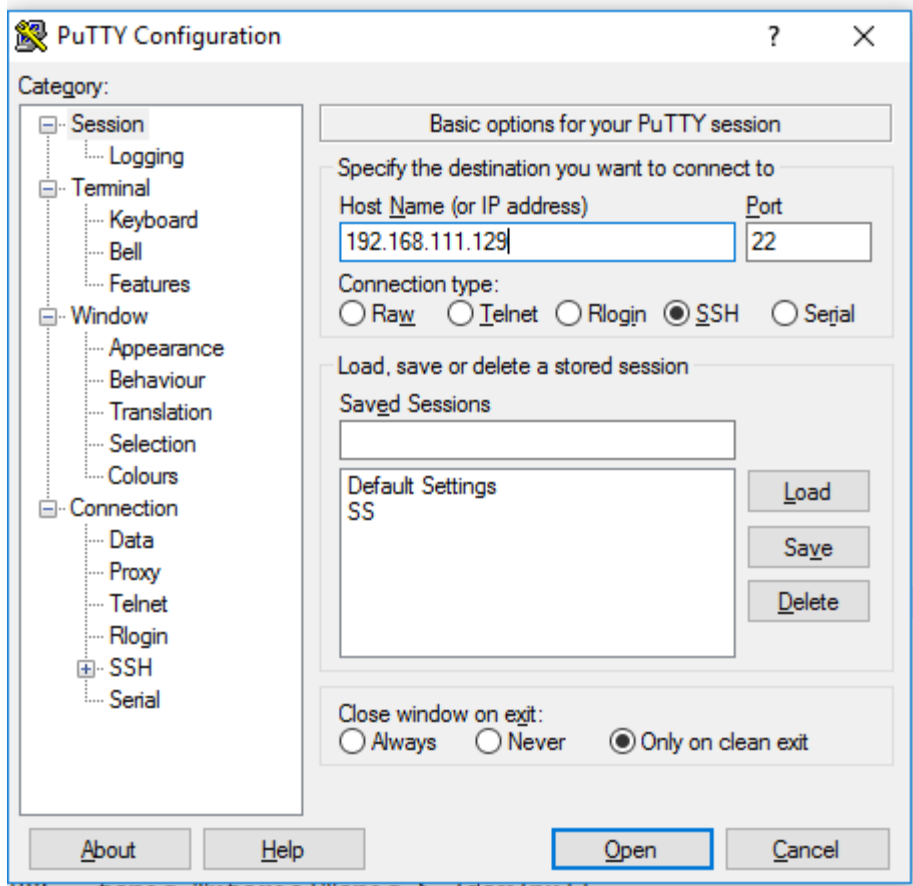 PuTTY Configuration
?
Category:
Session
Logging
Terminal
Keyboard
Bell
Features
Window
Appearance
Behaviour
Translation
Selection
Colours
Connection
Data
Proxy
Telnet
Rlogin
SSH
Serial
Basic options for your PuTTY session
Specify the destination you want to connect to
Host Name (or IP address) Port
192.168.111.129 22
Connection type:
Raw Telnet Rlogin SSH Serial
Load, save or delete a stored session
Saved Sessions
Default Settings
SS
Load
Save
Delete
Close window on exit:
Always Never Only on clean exit
About Help Open Cancel